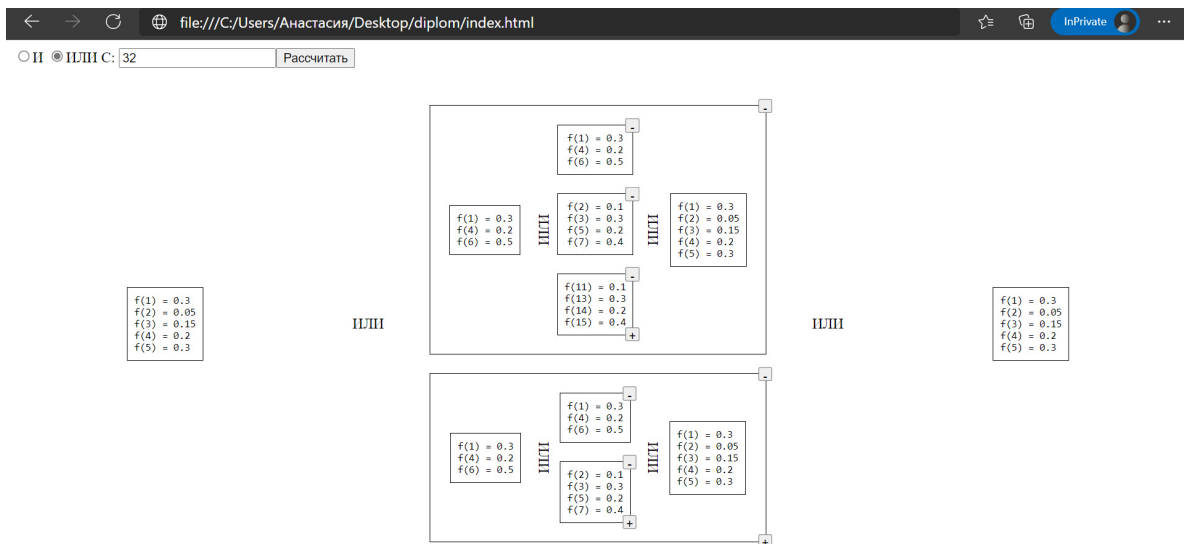 file:///C:/Users/Анастасия/Desktop/diplom/index.html
InPrivate
И ИЛИ C: 32 Рассчитать
-
-
f(1) = 0.3
f(4) = 0.2
f(6) = 0.5
f(1) = 0.3
f(4) = 0.2
f(6) = 0.5
ИЛИ
-
f(2) = 0.1
f(3) = 0.3
f(5) = 0.2
f(7) = 0.4
ИЛИ
f(1) = 0.3
f(2) = 0.05
f(3) = 0.15
f(4) = 0.2
f(5) = 0.3
-
f(11) = 0.1
f(13) = 0.3
f(14) = 0.2
f(15) = 0.4
+
f(1) = 0.3
f(2) = 0.05
f(3) = 0.15
f(4) = 0.2
f(5) = 0.3
ИЛИ
ИЛИ
f(1) = 0.3
f(2) = 0.05
f(3) = 0.15
f(4) = 0.2
f(5) = 0.3
-
-
f(1) = 0.3
f(4) = 0.2
f(6) = 0.5
f(1) = 0.3
f(4) = 0.2
f(6) = 0.5
ИЛИ
-
f(2) = 0.1
f(3) = 0.3
f(5) = 0.2
f(7) = 0.4
+
ИЛИ
f(1) = 0.3
f(2) = 0.05
f(3) = 0.15
f(4) = 0.2
f(5) = 0.3
+